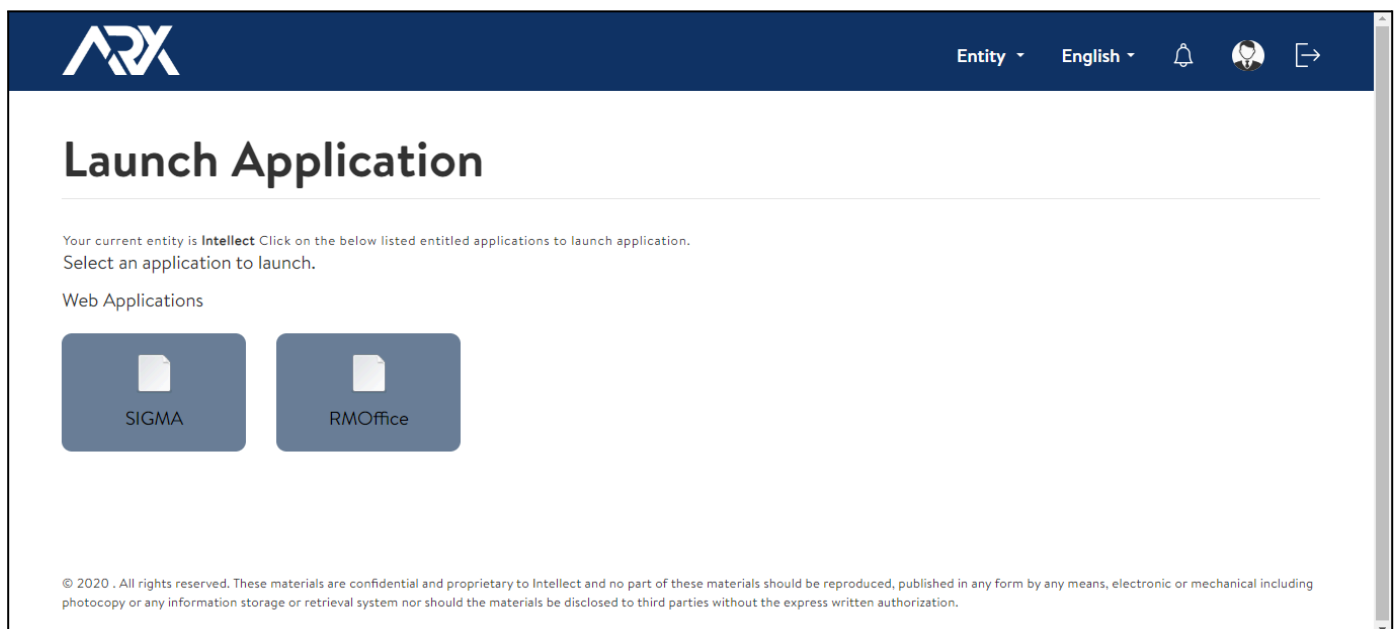 ARX
Entity English
Launch Application
Your current entity is Intellect Click on the below listed entitled applications to launch application.
Select an application to launch.
Web Applications
SIGMA RMOffice
© 2020 . All rights reserved. These materials are confidential and proprietary to Intellect and no part of these materials should be reproduced, published in any form by any means, electronic or mechanical including
photocopy or any information storage or retrieval system nor should the materials be disclosed to third parties without the express written authorization.